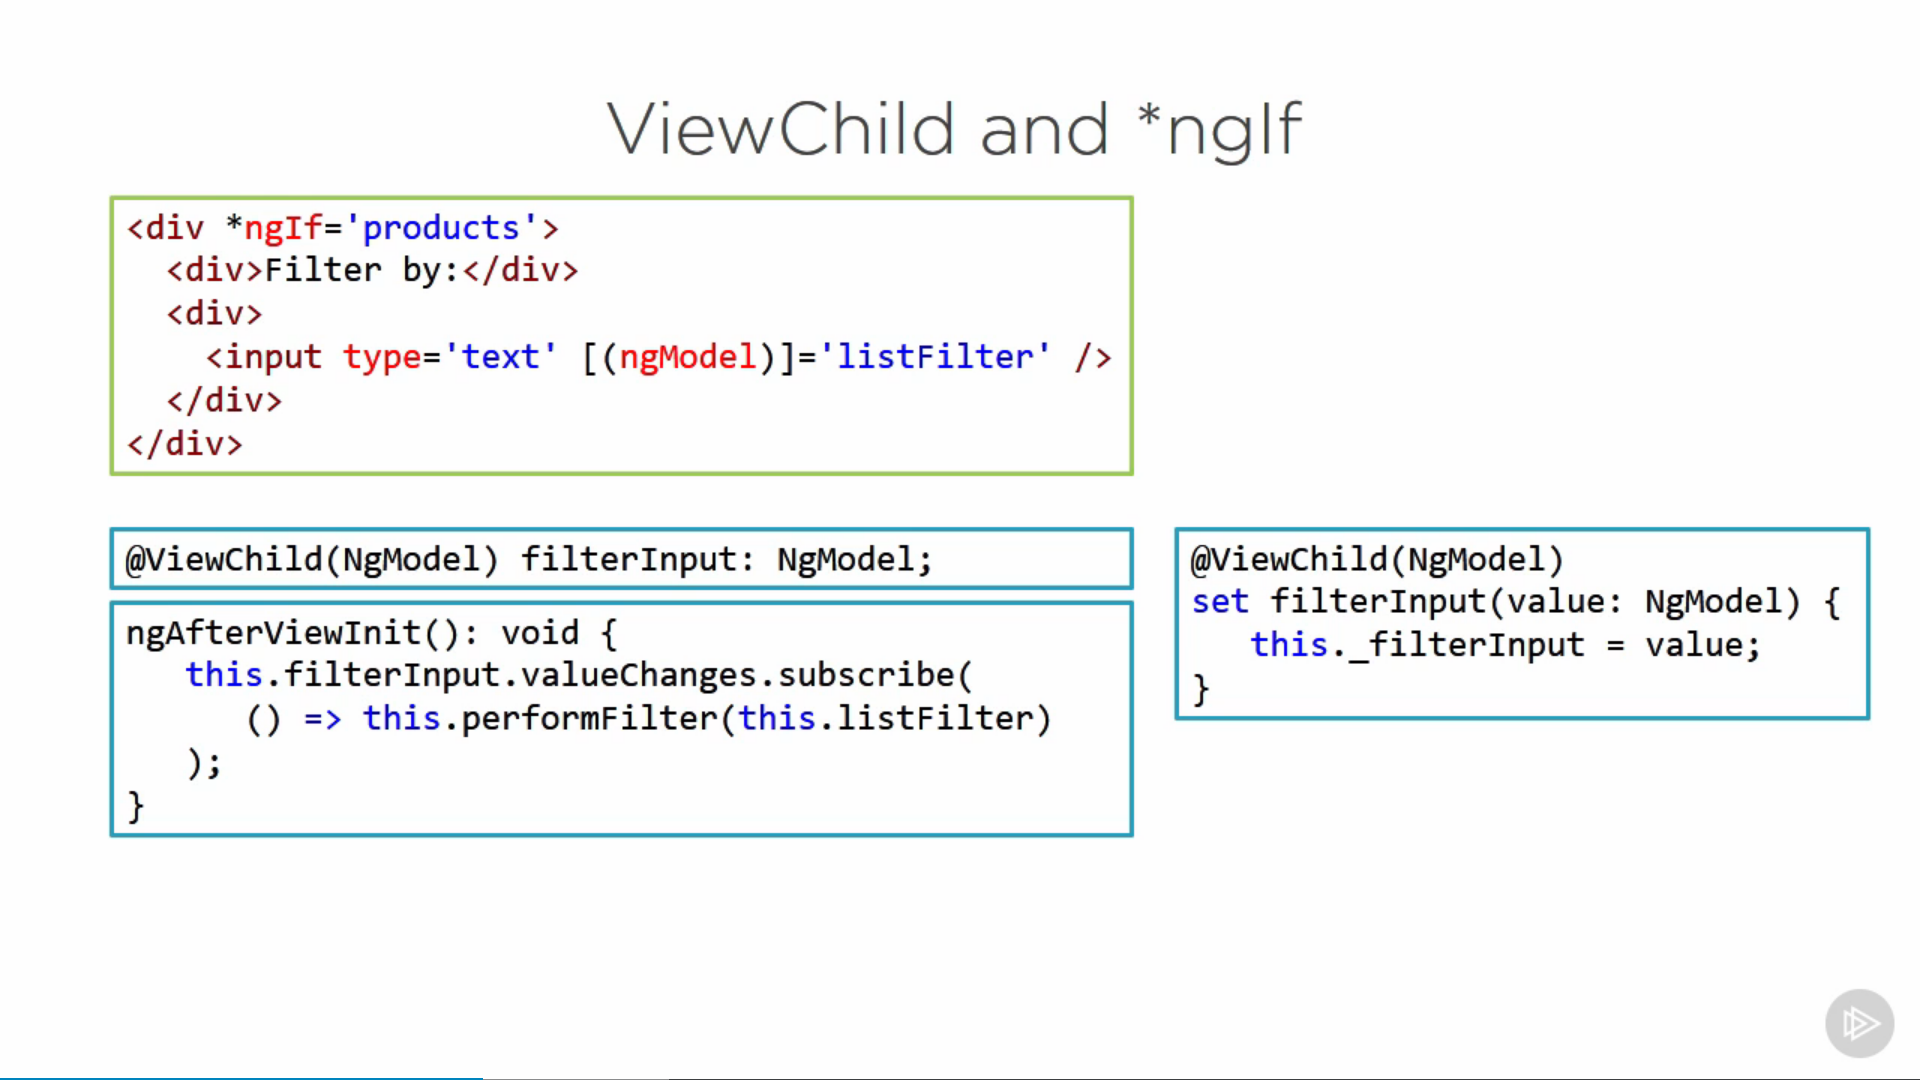 ViewChild and *ngIf
<div *ngIf='products'>
  <div>Filter by:</div>
  <div>
    <input type='text' [(ngModel)]='listFilter' />
  </div>
</div>
@ViewChild(NgModel) filterInput: NgModel;
ngAfterViewInit(): void {
   this.filterInput.valueChanges.subscribe(
      () => this.performFilter(this.listFilter)
   );
}
@ViewChild(NgModel)
set filterInput(value: NgModel) {
   this._filterInput = value;
}